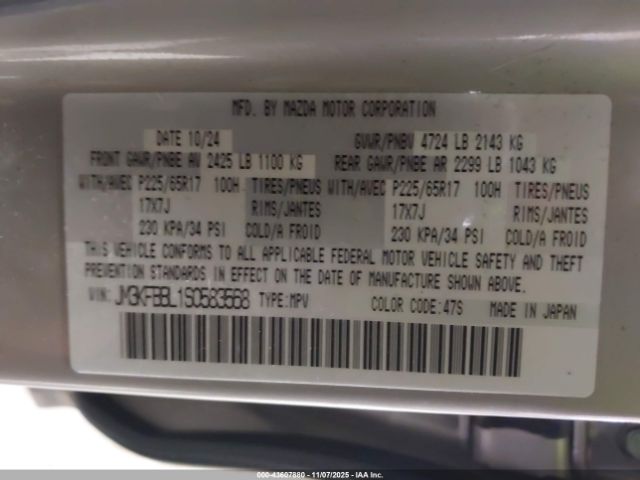 MFD. BY MAZDA MOTOR CORPORATION
DATE 10/24 GVWR/PNBV 4724 LB 2143 KG
FRONT GAWR/PNBE AV 2425 LB 1100 KG REAR GAWR/PNBE AR 2299 LB 1043 KG
WITH/AVEC P225/65R17 100H TIRES/PNEUS WITH/AVEC P225/65R17 100H TIRES/PNEUS
17X7J RIMS/JANTES 17X7J RIMS/JANTES
230 KPA/34 PSI COLD/A FROID 230 KPA/34 PSI COLD/A FROID
THIS VEHICLE CONFORMS TO ALL APPLICABLE FEDERAL MOTOR VEHICLE SAFETY AND THEFT
PREVENTION STANDARDS IN EFFECT ON THE DATE OF MANUFACTURE SHOWN ABOVE.
VIN: JM3KFBBL1S0583568 TYPE:MPV COLOR CODE:47S MADE IN JAPAN
000-43607880 - 11/07/2025 - IAA Inc.